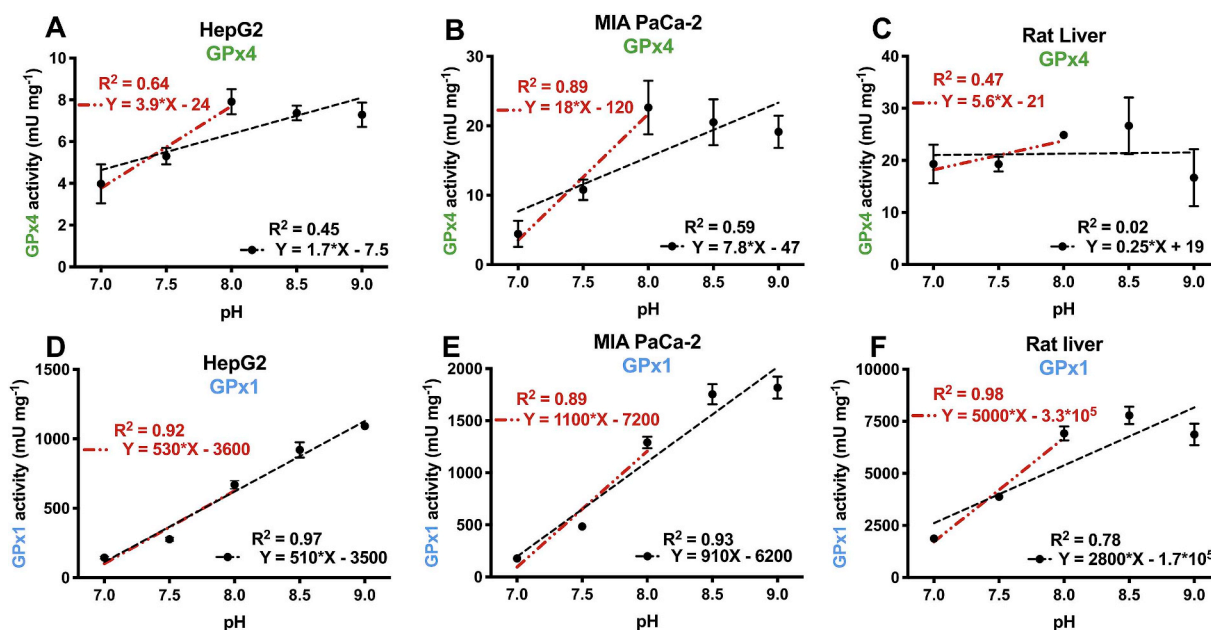 A
HepG2
GPx4
GPx4 activity (mU mg⁻¹)
10
8
6
4
2
0
R² = 0.64
Y = 3.9*X - 24
R² = 0.45
Y = 1.7*X - 7.5
7.0 7.5 8.0 8.5 9.0
pH
B
MIA PaCa-2
GPx4
GPx4 activity (mU mg⁻¹)
30
20
10
0
R² = 0.89
Y = 18*X - 120
R² = 0.59
Y = 7.8*X - 47
7.0 7.5 8.0 8.5 9.0
pH
C
Rat Liver
GPx4
GPx4 activity (mU mg⁻¹)
40
30
20
10
0
R² = 0.47
Y = 5.6*X - 21
R² = 0.02
Y = 0.25*X + 19
7.0 7.5 8.0 8.5 9.0
pH
D
HepG2
GPx1
GPx1 activity (mU mg⁻¹)
1500
1000
500
0
R² = 0.92
Y = 530*X - 3600
R² = 0.97
Y = 510*X - 3500
7.0 7.5 8.0 8.5 9.0
pH
E
MIA PaCa-2
GPx1
GPx1 activity (mU mg⁻¹)
2000
1500
1000
500
0
R² = 0.89
Y = 1100*X - 7200
R² = 0.93
Y = 910X - 6200
7.0 7.5 8.0 8.5 9.0
pH
F
Rat liver
GPx1
GPx1 activity (mU mg⁻¹)
10000
7500
5000
2500
0
R² = 0.98
Y = 5000*X - 3.3*10⁵
R² = 0.78
Y = 2800*X - 1.7*10⁵
7.0 7.5 8.0 8.5 9.0
pH